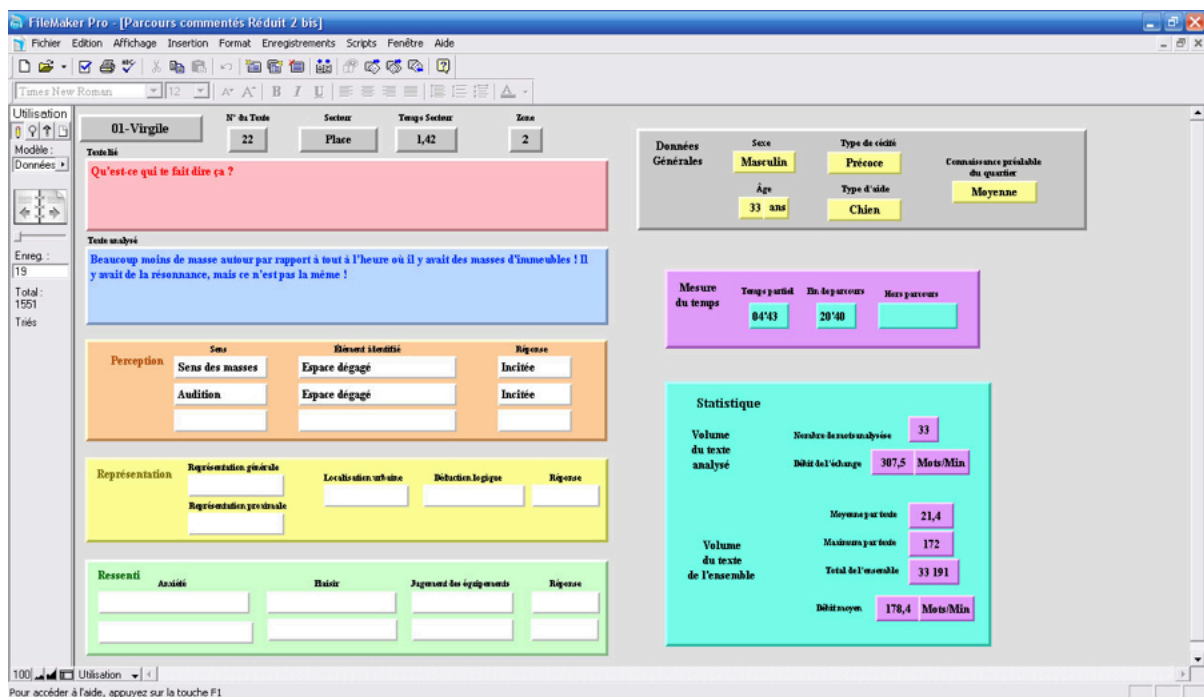 FileMaker Pro - [Parcours commentés Réduit 2 bis]
Fichier Edition Affichage Insertion Format Enregistrements Scripts Fenêtre Aide
Times New Roman 12 B I U A
Utilisation
Modèle :
Données
Enreg. :
19
Total :
1551
Triés
01-Virgile
N° du Texte
22
Secteur
Place
Temps Secteur
1,42
Zone
2
Texte lié
Qu'est-ce qui te fait dire ça ?
Texte analysé
Beaucoup moins de masse autour par rapport à tout à l'heure où il y avait des masses d'immeubles ! Il
y avait de la résonnance, mais ce n'est pas la même !
Perception
Sens Élément identifié Réponse
Sens des masses Espace dégagé Incitée
Audition Espace dégagé Incitée
Représentation
Représentation générale
Localisation urbaine Déduction logique Réponse
Représentation proximale
Ressenti
Anxiété Plaisir Jugement des équipements Réponse
Données
Générales
Sexe
Masculin
Type de cécité
Précoce
Connaissance préalable
du quartier
Moyenne
Âge
33 ans
Type d'aide
Chien
Mesure
du temps
Temps partiel Fin de parcours Hors parcours
04'43 20'40
Statistique
Volume
du texte
analysé
Nombre de mots analysés 33
Débit de l'échange 307,5 Mots/Min
Volume
du texte
de l'ensemble
Moyenne par texte 21,4
Maximum par texte 172
Total de l'ensemble 33 191
Débit moyen 178,4 Mots/Min
100 Utilisation
Pour accéder à l'aide, appuyez sur la touche F1